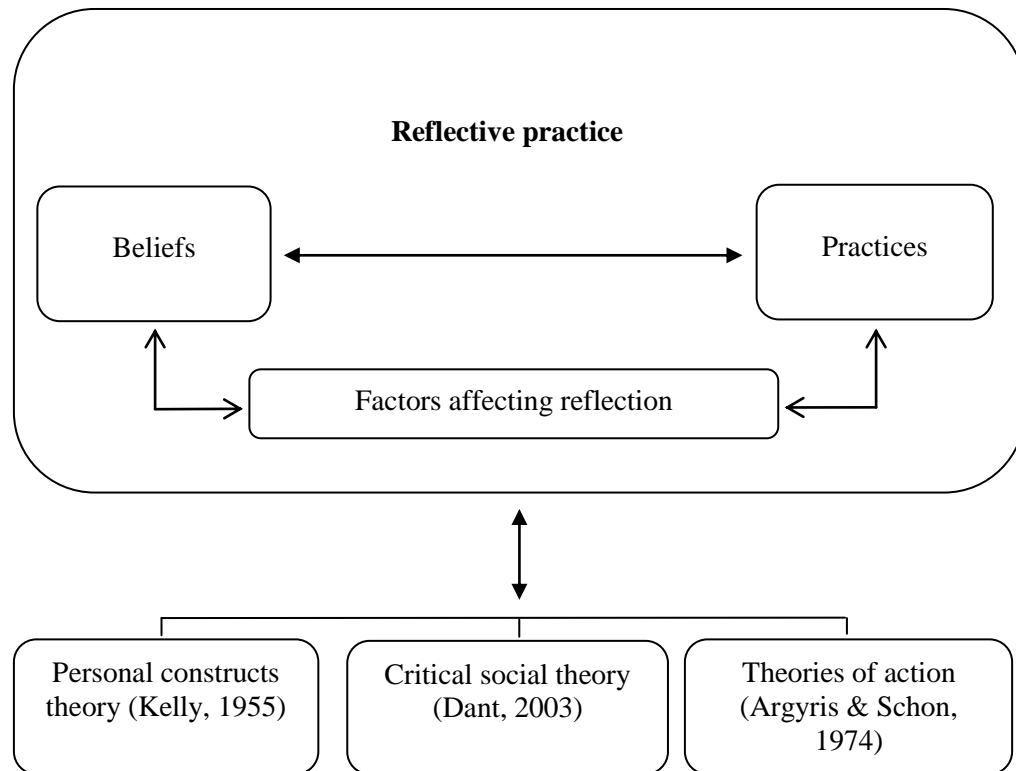 Reflective practice
Beliefs
Practices
Factors affecting reflection
Personal constructs
theory (Kelly, 1955)
Critical social theory
(Dant, 2003)
Theories of action
(Argyris & Schon,
1974)